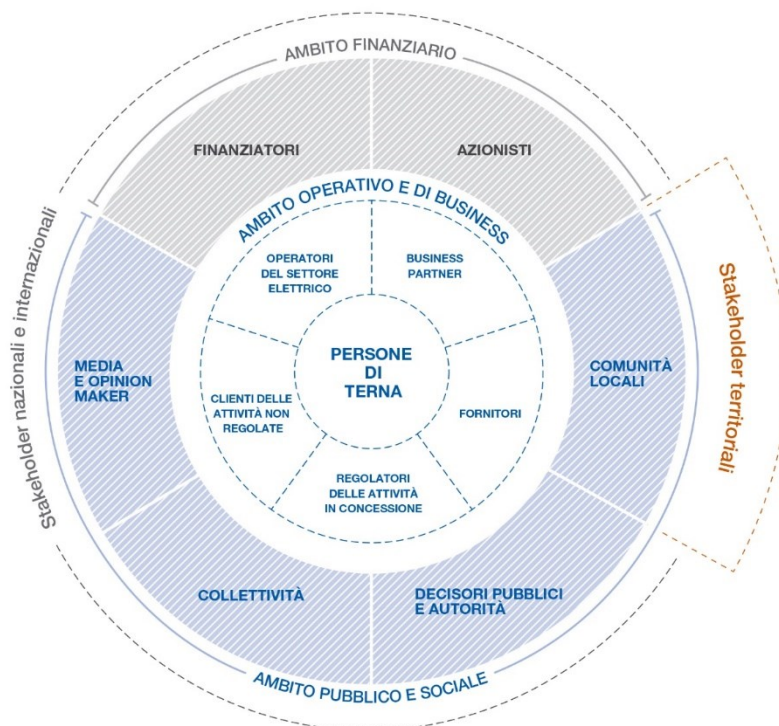 AMBITO FINANZIARIO
FINANZIATORI
AZIONISTI
AMBITO OPERATIVO E DI BUSINESS
OPERATORI
DEL SETTORE
ELETTRICO
BUSINESS
PARTNER
Stakeholder nazionali e internazionali
MEDIA
E OPINION
MAKER
PERSONE
DI
TERNA
COMUNITÀ
LOCALI
Stakeholder territoriali
CLIENTI DELLE
ATTIVITÀ NON
REGOLATE
FORNITORI
REGOLATORI
DELLE ATTIVITÀ
IN CONCESSIONE
COLLETTIVITÀ
DECISORI PUBBLICI
E AUTORITÀ
AMBITO PUBBLICO E SOCIALE